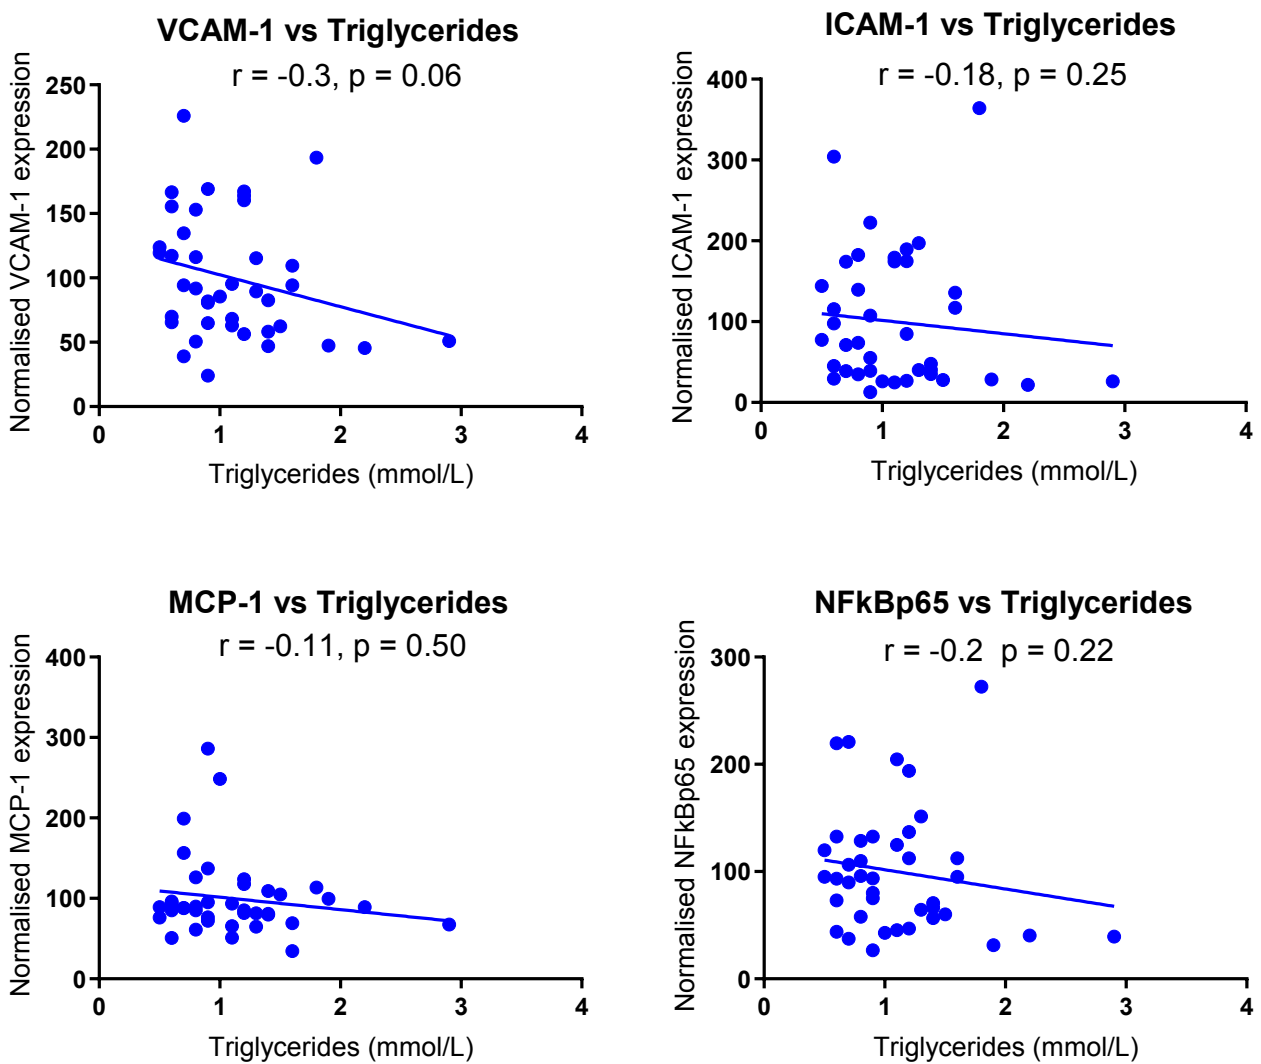 VCAM-1 vs Triglycerides
r = -0.3, p = 0.06
Normalised VCAM-1 expression
250
200
150
100
50
0
0 1 2 3 4
Triglycerides (mmol/L)
ICAM-1 vs Triglycerides
r = -0.18, p = 0.25
Normalised ICAM-1 expression
400
300
200
100
0
0 1 2 3 4
Triglycerides (mmol/L)
MCP-1 vs Triglycerides
r = -0.11, p = 0.50
Normalised MCP-1 expression
400
300
200
100
0
0 1 2 3 4
Triglycerides (mmol/L)
NFkBp65 vs Triglycerides
r = -0.2 p = 0.22
Normalised NFkBp65 expression
300
200
100
0
0 1 2 3 4
Triglycerides (mmol/L)